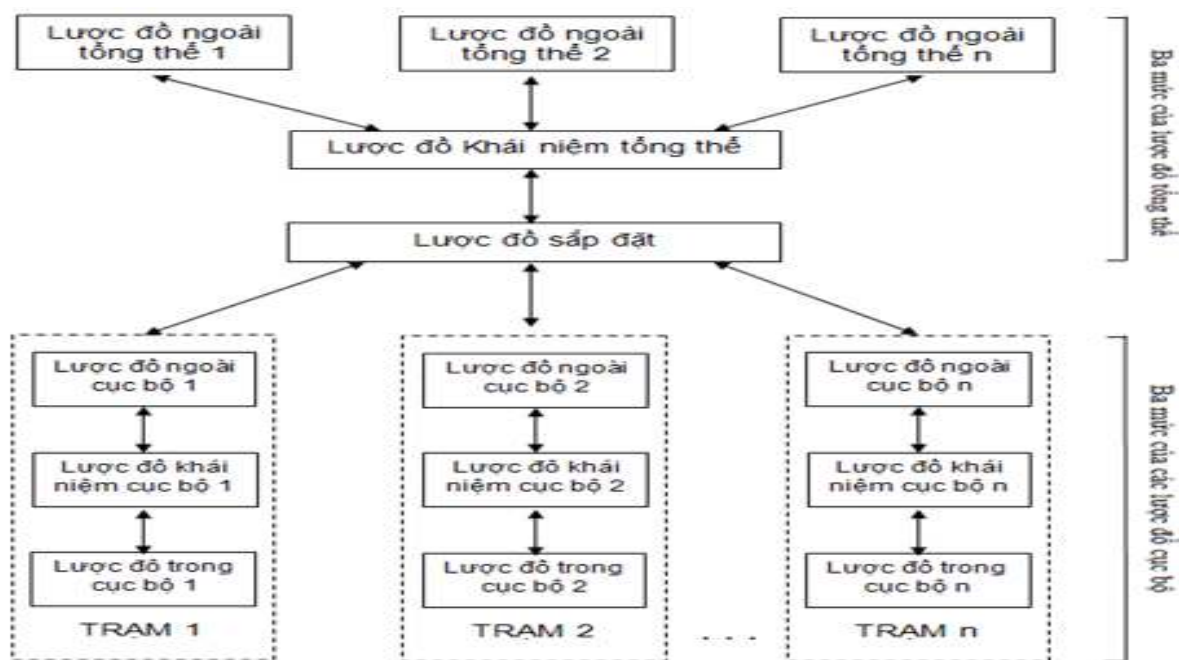 Lược đồ ngoài
tổng thể 1
Lược đồ ngoài
tổng thể 2
Lược đồ ngoài
tổng thể n
Lược đồ Khái niệm tổng thể
Lược đồ sắp đặt
Ba mức của lược đồ tổng thể
Lược đồ ngoài
cục bộ 1
Lược đồ khái
niệm cục bộ 1
Lược đồ trong
cục bộ 1
TRẠM 1
Lược đồ ngoài
cục bộ 2
Lược đồ khái
niệm cục bộ 2
Lược đồ trong
cục bộ 2
TRẠM 2
. . .
Lược đồ ngoài
cục bộ n
Lược đồ khái
niệm cục bộ n
Lược đồ trong
cục bộ n
TRẠM n
Ba mức của các lược đồ cục bộ